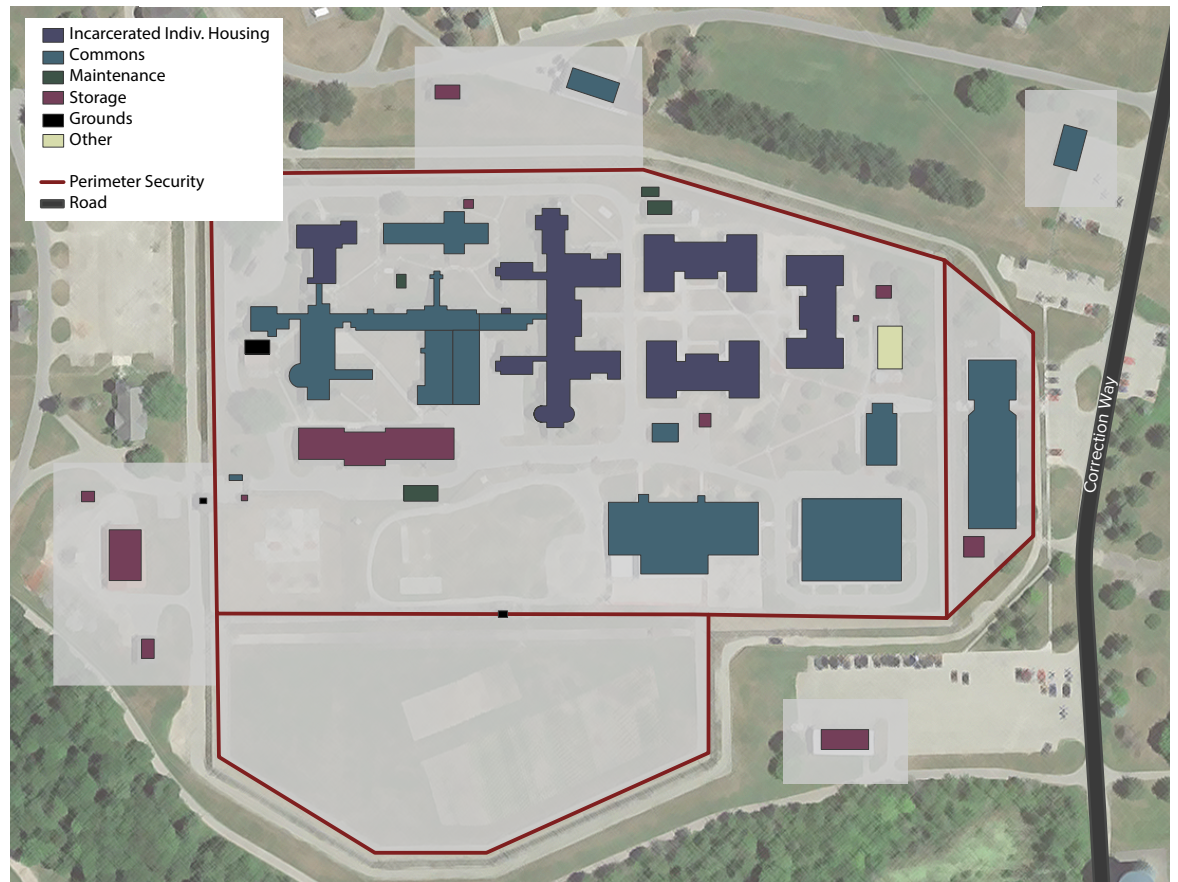 Incarcerated Indiv. Housing
Commons
Maintenance
Storage
Grounds
Other
Perimeter Security
Road
Correction Way